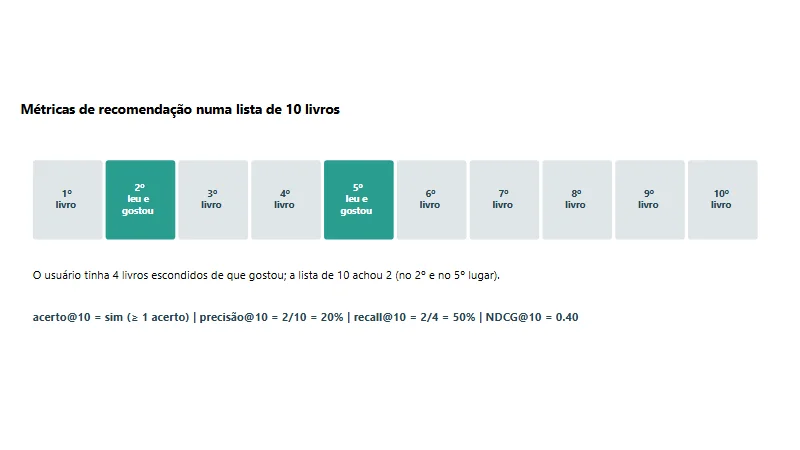 Métricas de recomendação numa lista de 10 livros
1º
livro
2º
leu e
gostou
3º
livro
4º
livro
5º
leu e
gostou
6º
livro
7º
livro
8º
livro
9º
livro
10º
livro
O usuário tinha 4 livros escondidos de que gostou; a lista de 10 achou 2 (no 2º e no 5º lugar).
acerto@10 = sim (≥ 1 acerto) | precisão@10 = 2/10 = 20% | recall@10 = 2/4 = 50% | NDCG@10 = 0.40